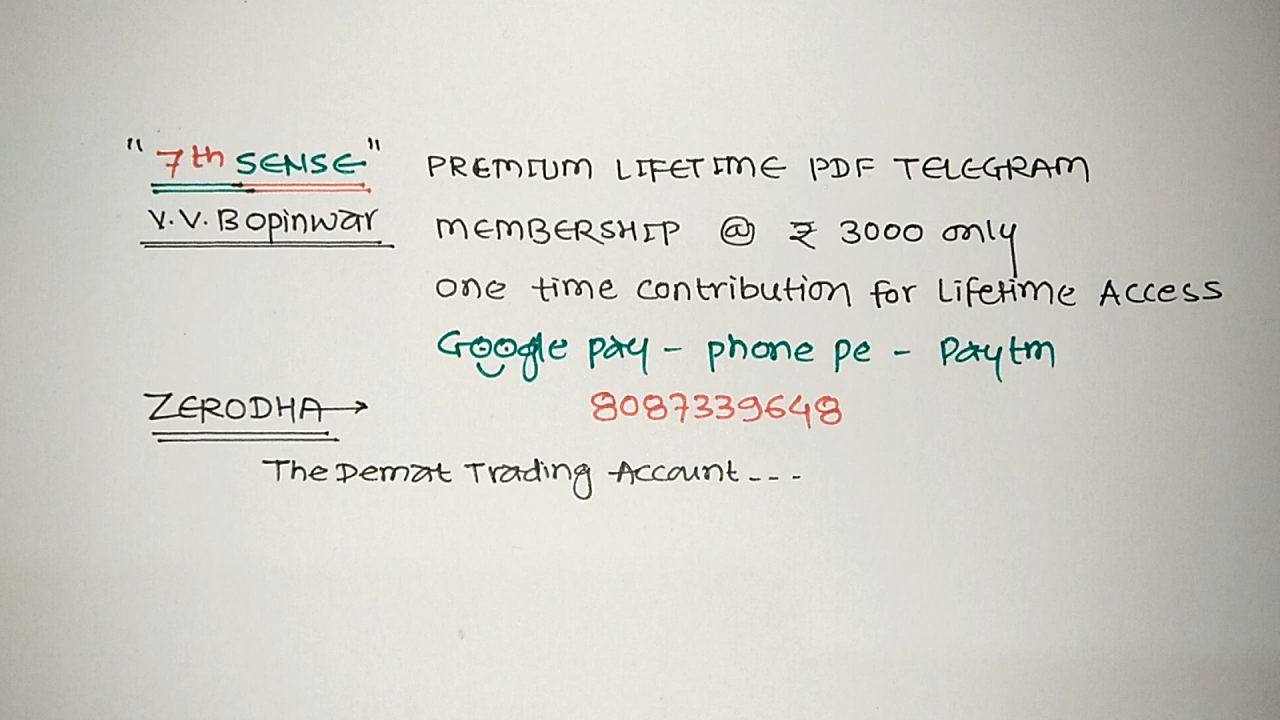 "7th SENSE" PREMIUM LIFETIME PDF TELEGRAM
V.V.Bopinwar MEMBERSHIP @ ₹ 3000 only
one time contribution for Lifetime Access
Google pay - phone pe - Paytm
ZERODHA→ 8087339648
The Demat Trading Account---